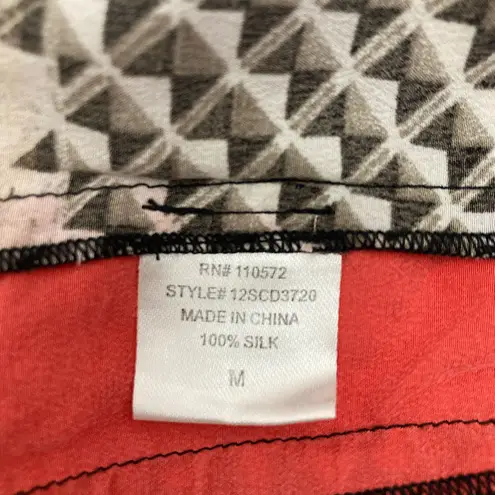 RN# 110572
STYLE# 12SCD3720
MADE IN CHINA
100% SILK
M